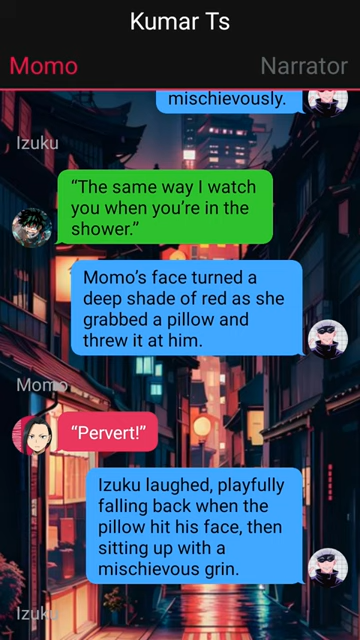 Kumar Ts
Momo
Narrator
mischievously.
Izuku
“The same way I watch
you when you’re in the
shower.”
Momo’s face turned a
deep shade of red as she
grabbed a pillow and
threw it at him.
Momo
“Pervert!”
Izuku laughed, playfully
falling back when the
pillow hit his face, then
sitting up with a
mischievous grin.
Izuku